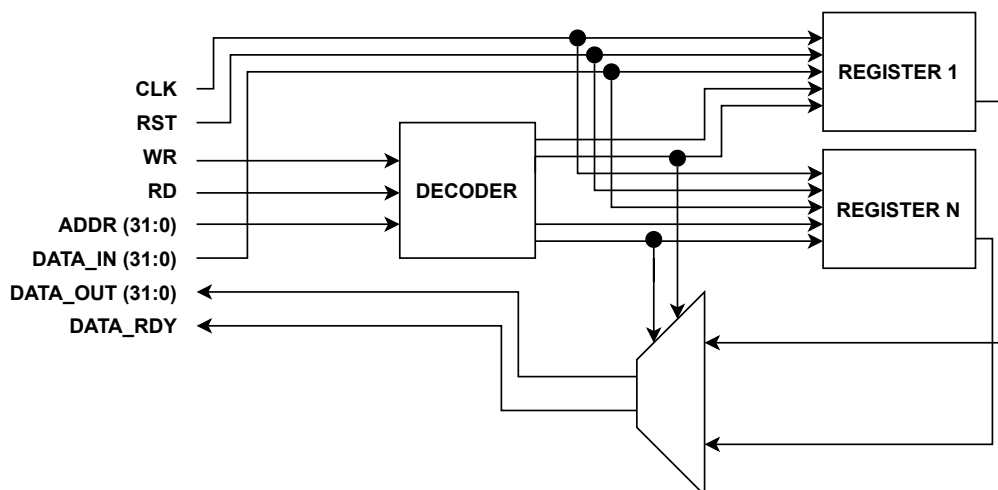 CLK
RST
WR
RD
ADDR (31:0)
DATA_IN (31:0)
DATA_OUT (31:0)
DATA_RDY
DECODER
REGISTER 1
REGISTER N